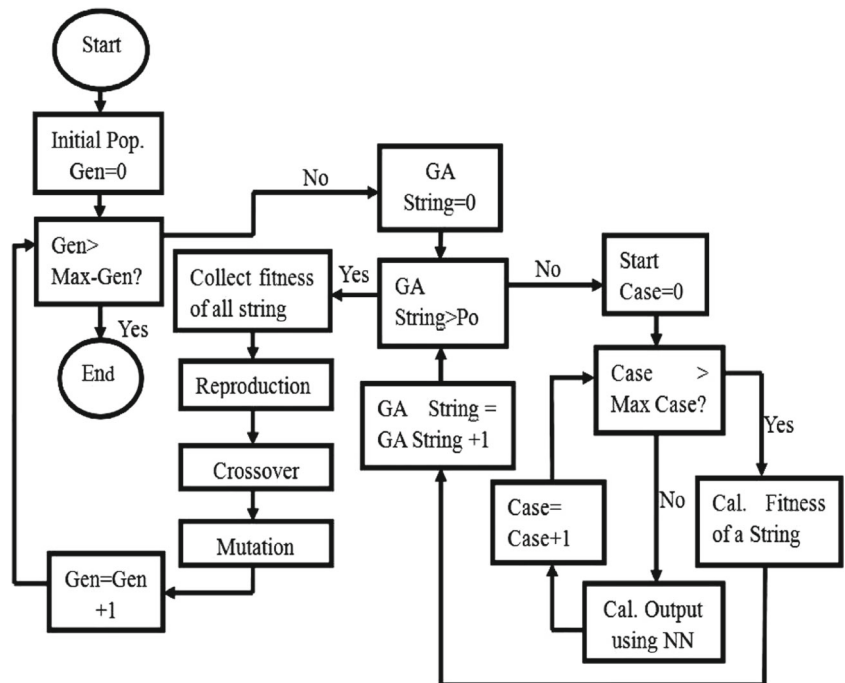 Start
Initial Pop.
Gen=0
Gen>
Max-Gen?
Yes
End
No
GA
String=0
GA
String>Po
Yes
Collect fitness
of all string
Reproduction
Crossover
Mutation
Gen=Gen
+1
GA String =
GA String +1
No
Start
Case=0
Case >
Max Case?
Yes
No
Cal. Fitness
of a String
Case=
Case+1
Cal. Output
using NN